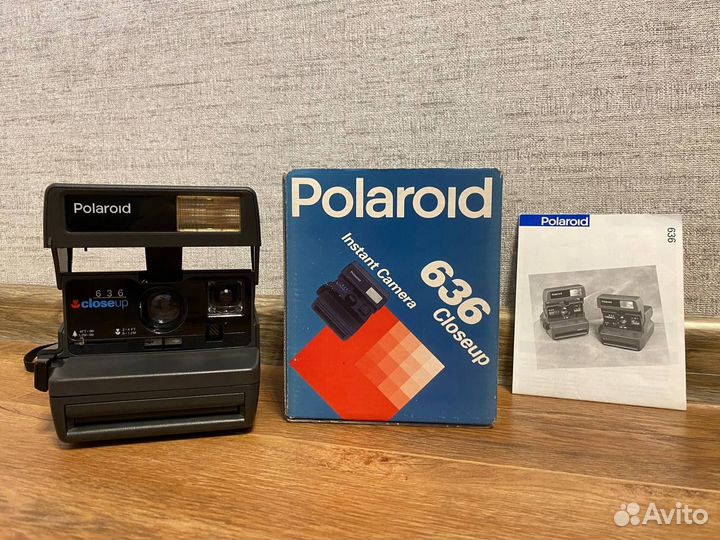 Polaroid
636
closeup
Polaroid
Instant Camera
636
Closeup
Polaroid
636
Avito